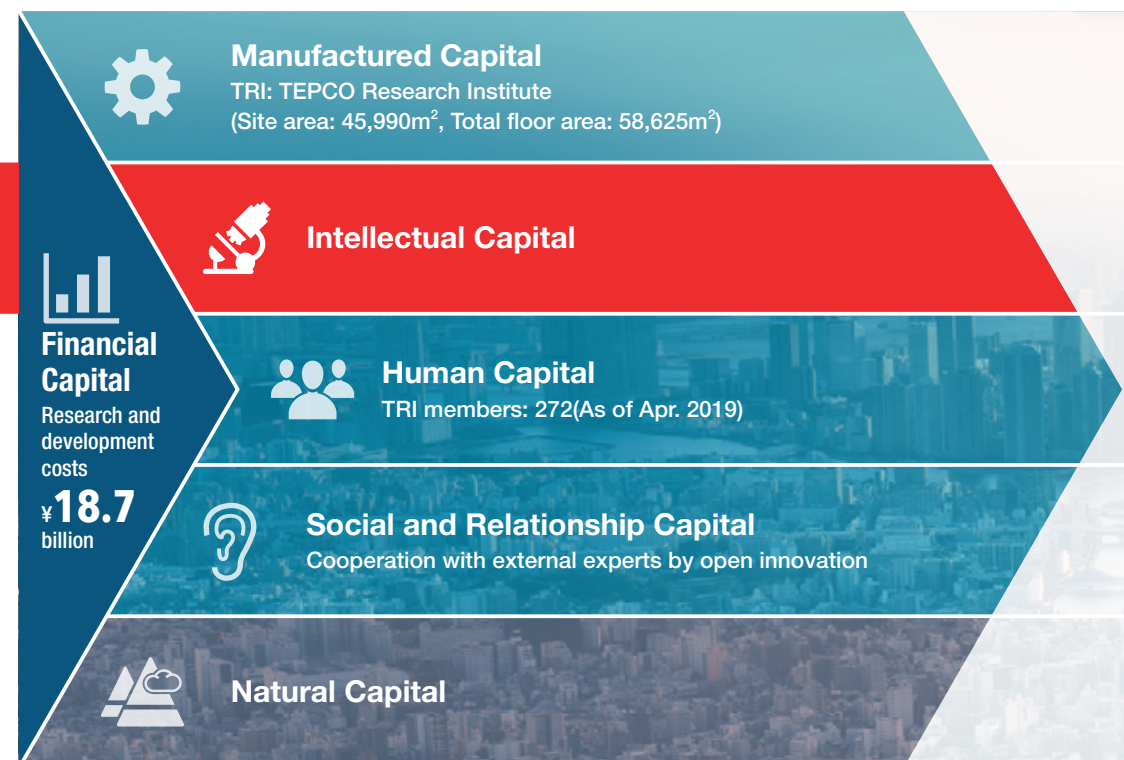 Manufactured Capital
TRI: TEPCO Research Institute
(Site area: 45,990m², Total floor area: 58,625m²)
Intellectual Capital
Financial
Capital
Research and
development
costs
¥18.7
billion
Human Capital
TRI members: 272(As of Apr. 2019)
Social and Relationship Capital
Cooperation with external experts by open innovation
Natural Capital